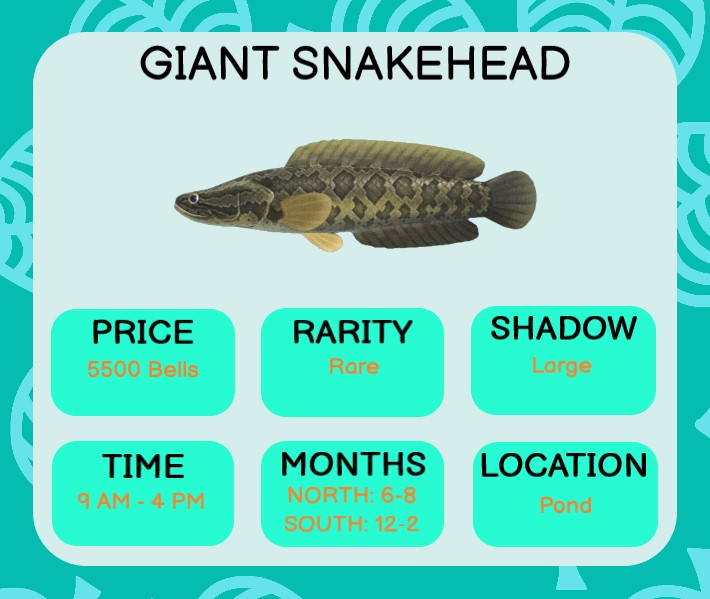 GIANT SNAKEHEAD
PRICE
5500 Bells
RARITY
Rare
SHADOW
Large
TIME
9 AM - 4 PM
MONTHS
NORTH: 6-8
SOUTH: 12-2
LOCATION
Pond